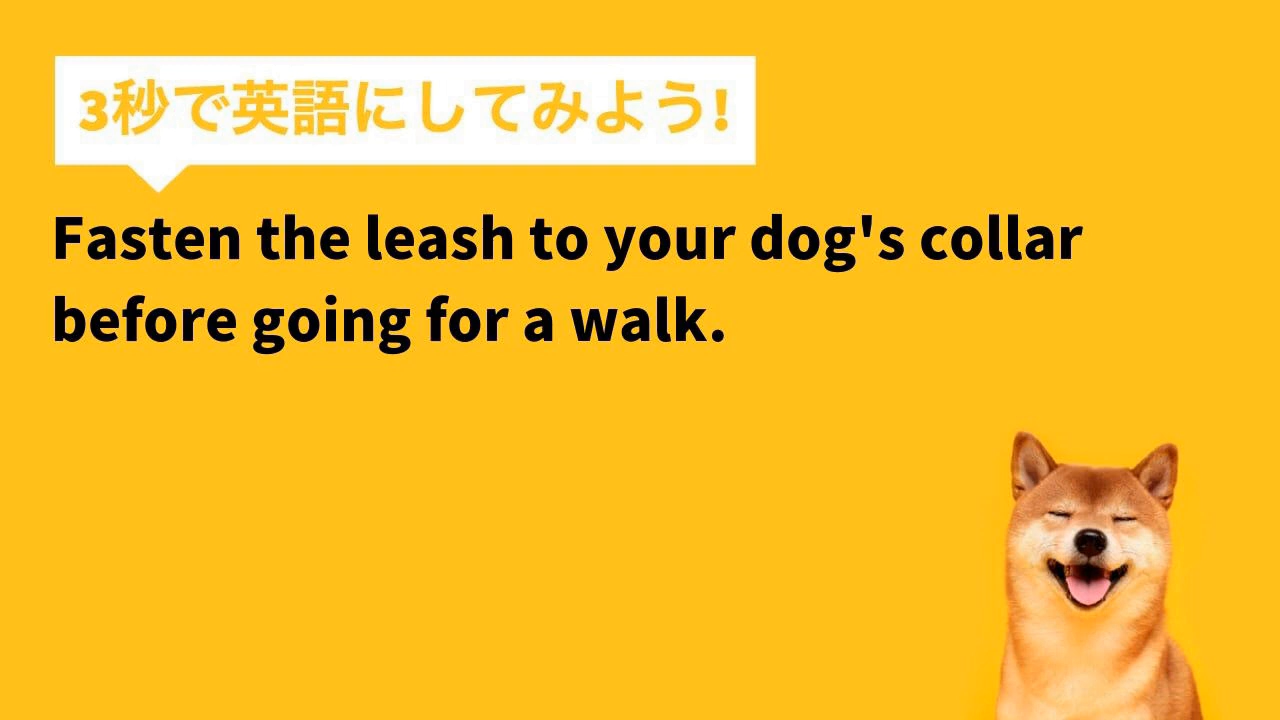 3秒で英語にしてみよう!
Fasten the leash to your dog's collar
before going for a walk.